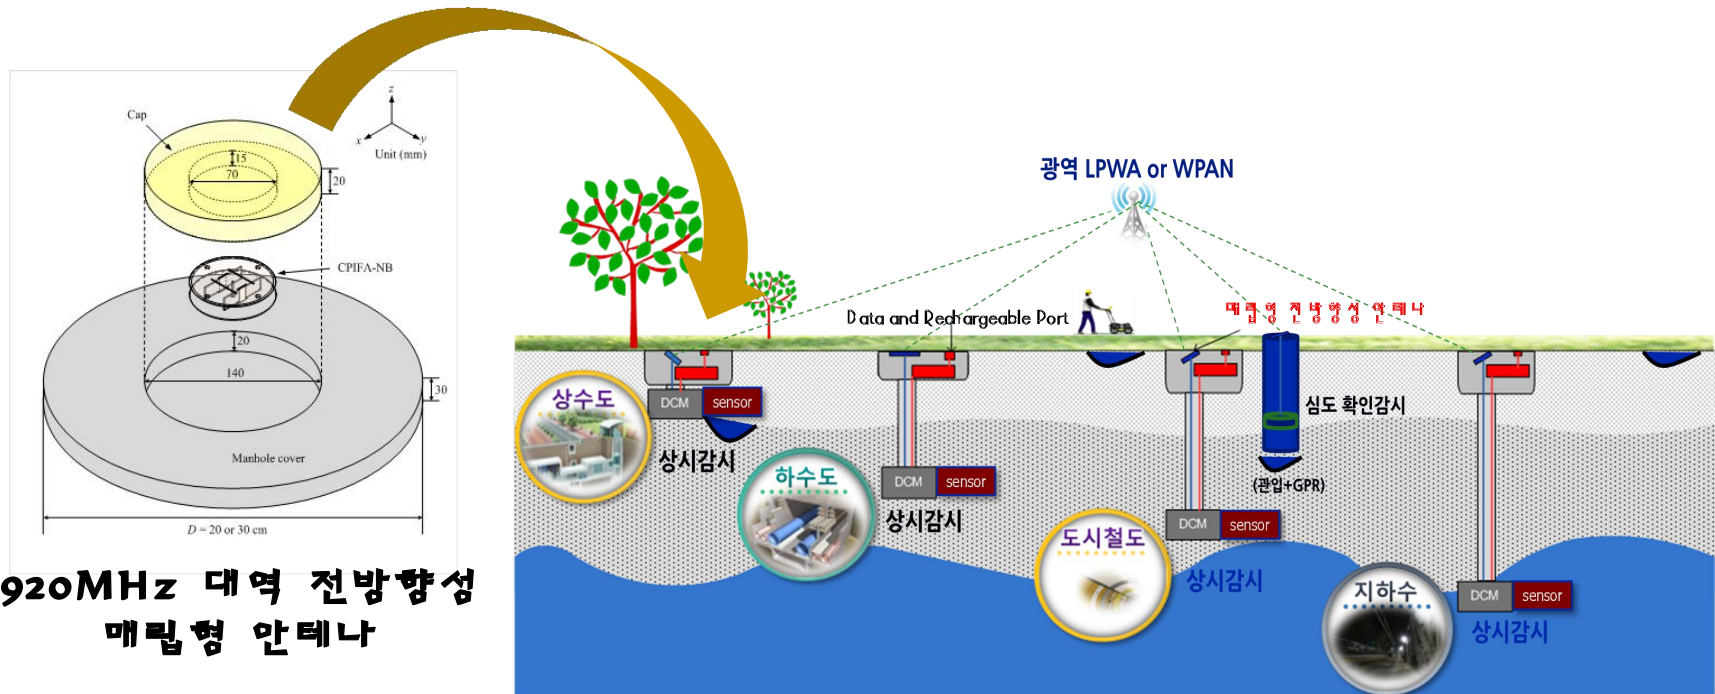 Cap
z
x
y
Unit (mm)
15
70
20
CPIFA-NB
20
140
30
Manhole cover
D = 20 or 30 cm
920MHz 대역 전방향성
매립형 안테나
광역 LPWA or WPAN
Data and Rechargeable Port
매립형 전방향성 안테나
상수도
DCM
sensor
상시감시
하수도
DCM
sensor
상시감시
도시철도
DCM
sensor
상시감시
심도 확인감시
(관입+GPR)
지하수
DCM
sensor
상시감시